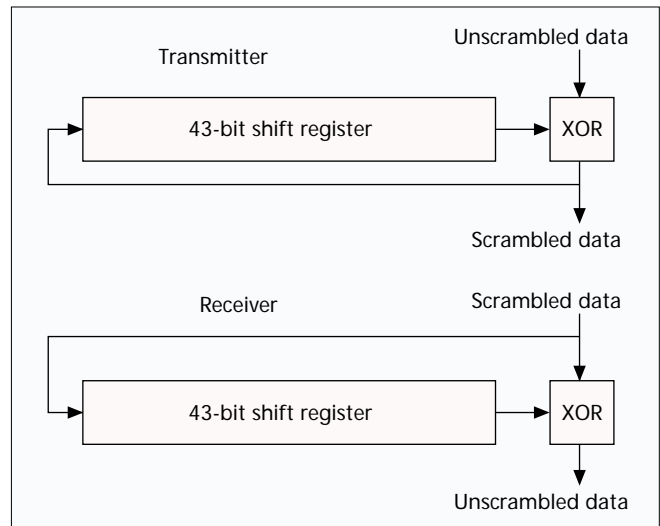 Unscrambled data
Transmitter
43-bit shift register
XOR
Scrambled data
Scrambled data
Receiver
43-bit shift register
XOR
Unscrambled data